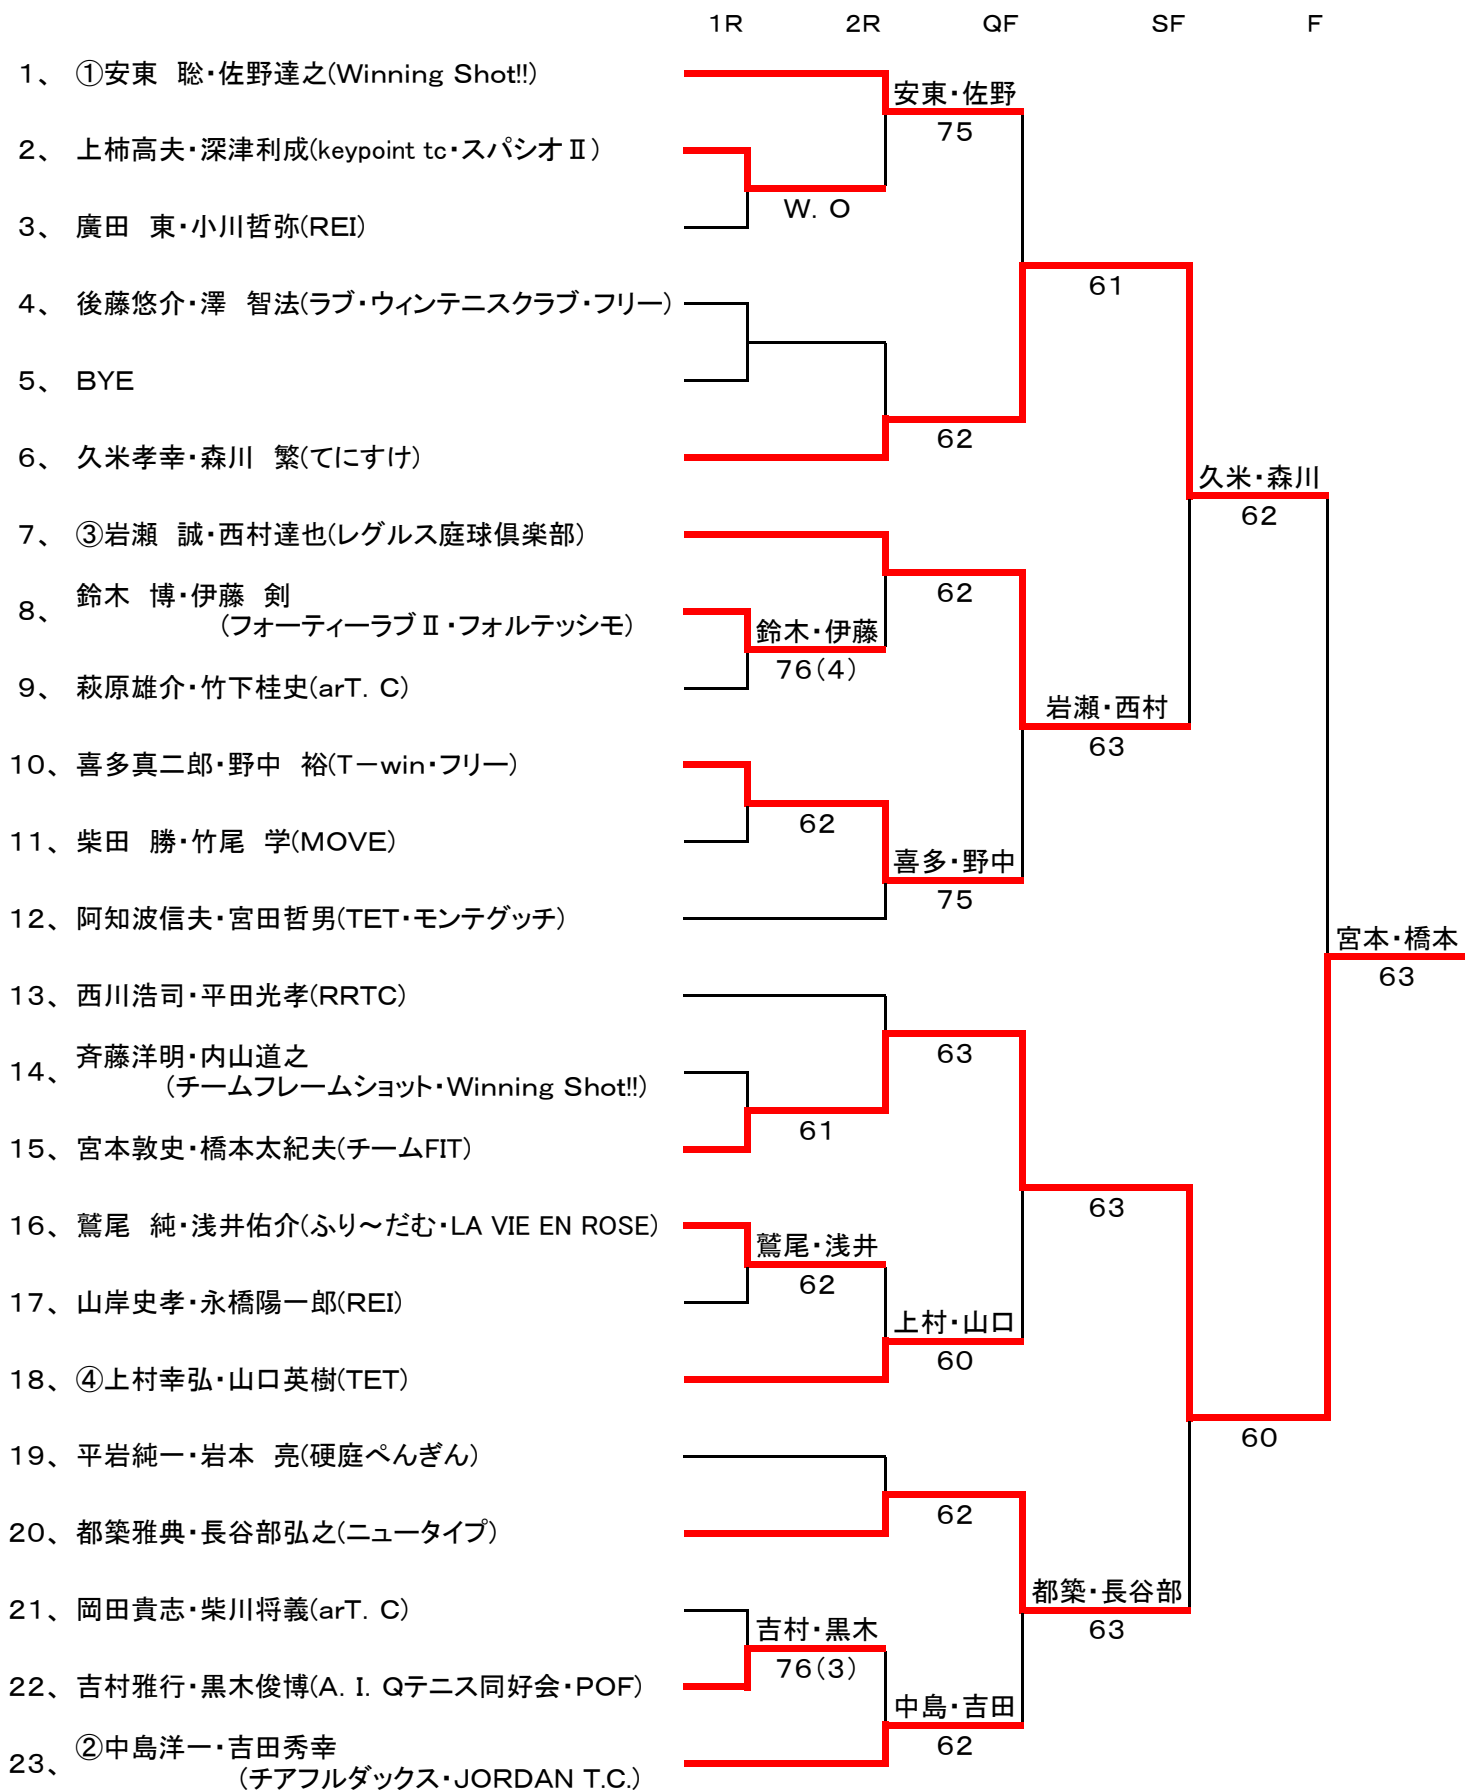 1R 2R QF SF F
1、 ①安東　聡・佐野達之(Winning Shot!!)
安東・佐野
75
2、 上柿高夫・深津利成(keypoint tc・スパシオⅡ)
W. O
3、 廣田　東・小川哲弥(REI)
61
4、 後藤悠介・澤　智法(ラブ・ウィンテニスクラブ・フリー)
5、 BYE
62
6、 久米孝幸・森川　繁(てにすけ)
久米・森川
62
7、 ③岩瀬　誠・西村達也(レグルス庭球倶楽部)
62
8、 鈴木　博・伊藤　剣
(フォーティーラブⅡ・フォルテッシモ)
鈴木・伊藤
76(4)
9、 萩原雄介・竹下桂史(arT. C)
岩瀬・西村
63
10、 喜多真二郎・野中　裕(T－win・フリー)
62
11、 柴田　勝・竹尾　学(MOVE)
喜多・野中
75
12、 阿知波信夫・宮田哲男(TET・モンテグッチ)
宮本・橋本
63
13、 西川浩司・平田光孝(RRTC)
63
14、 斉藤洋明・内山道之
(チームフレームショット・Winning Shot!!)
61
15、 宮本敦史・橋本太紀夫(チームFIT)
63
16、 鷲尾　純・浅井佑介(ふり～だむ・LA VIE EN ROSE)
鷲尾・浅井
62
17、 山岸史孝・永橋陽一郎(REI)
上村・山口
60
18、 ④上村幸弘・山口英樹(TET)
60
19、 平岩純一・岩本　亮(硬庭ぺんぎん)
62
20、 都築雅典・長谷部弘之(ニュータイプ)
都築・長谷部
63
21、 岡田貴志・柴川将義(arT. C)
吉村・黒木
76(3)
22、 吉村雅行・黒木俊博(A. I. Qテニス同好会・POF)
中島・吉田
62
23、 ②中島洋一・吉田秀幸
(チアフルダックス・JORDAN T.C.)